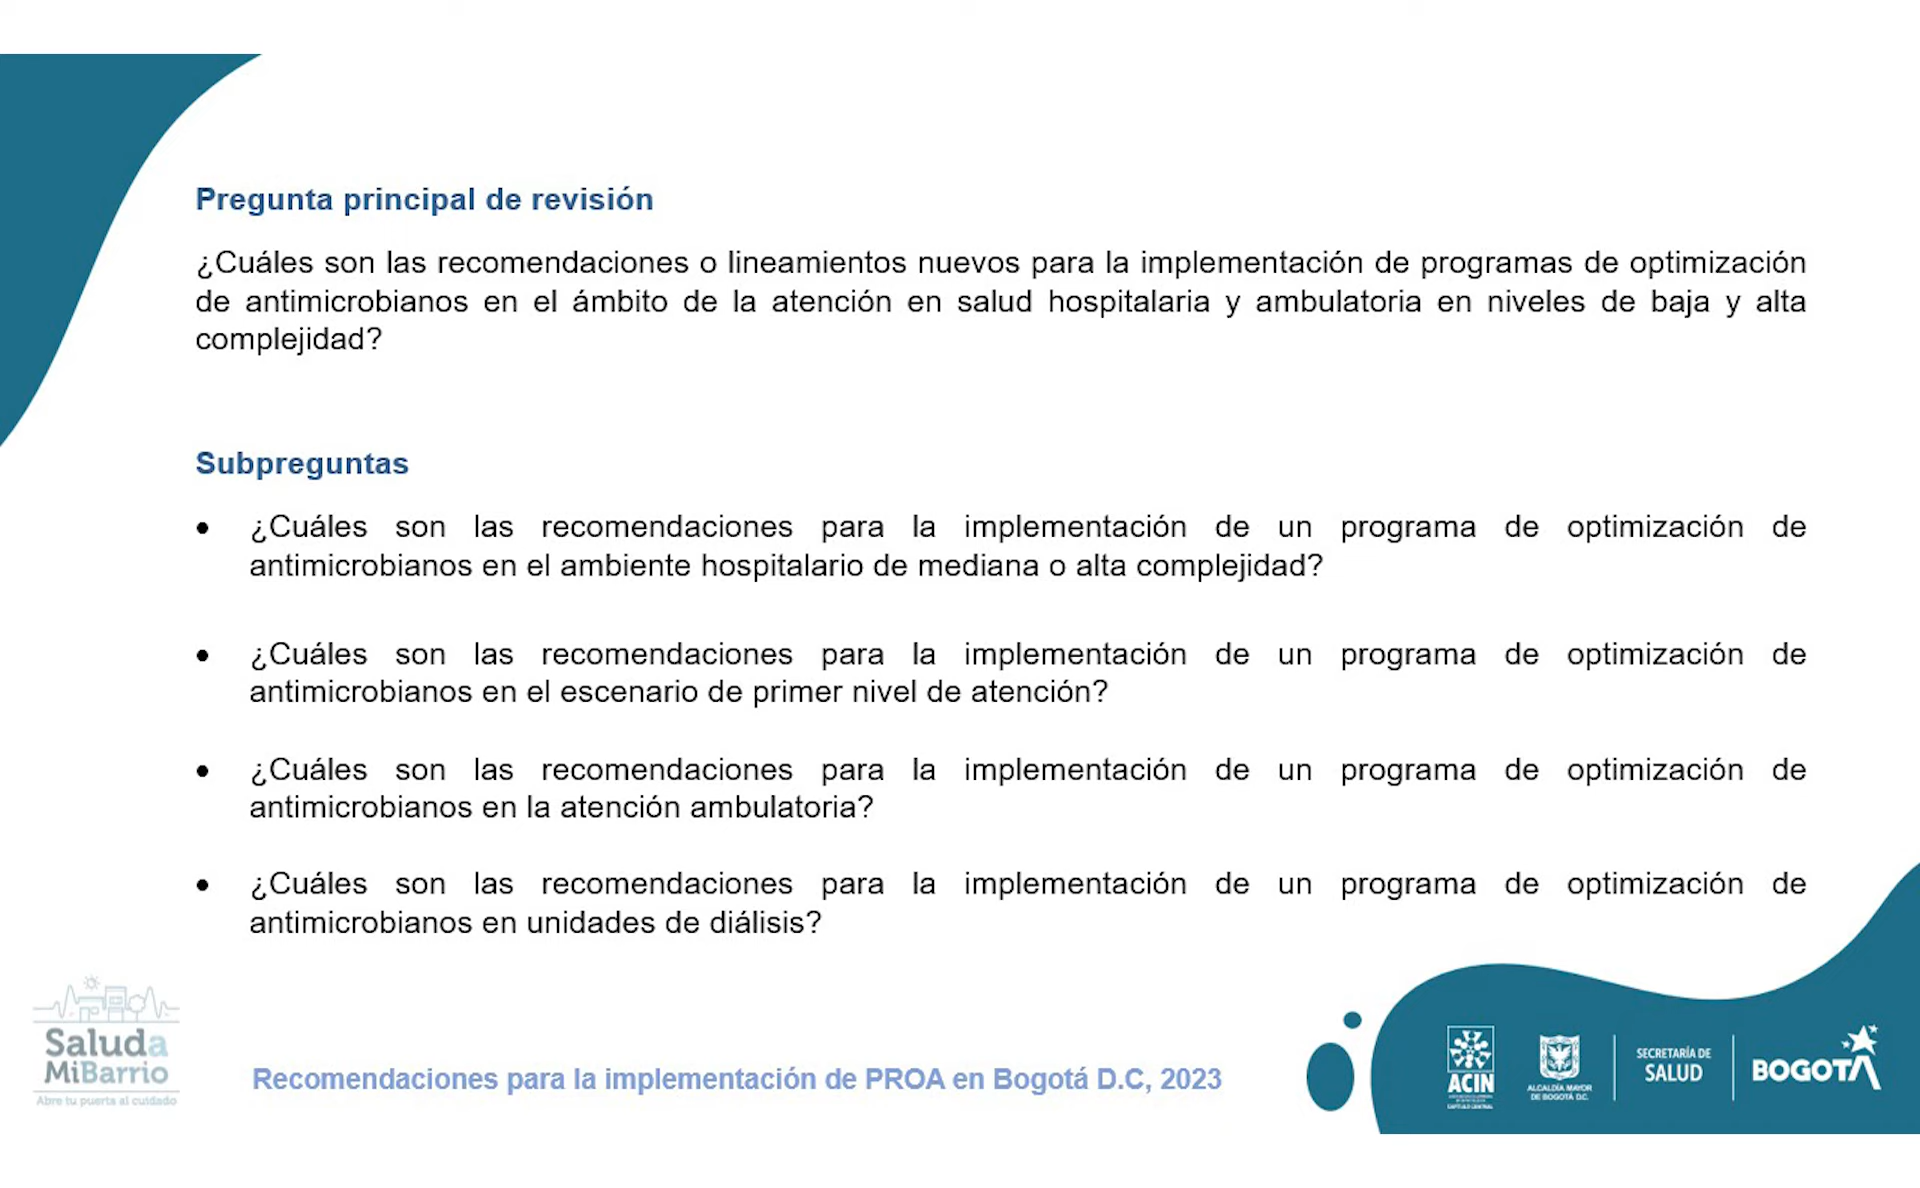 Pregunta principal de revisión
¿Cuáles son las recomendaciones o lineamientos nuevos para la implementación de programas de optimización
de antimicrobianos en el ámbito de la atención en salud hospitalaria y ambulatoria en niveles de baja y alta
complejidad?
Subpreguntas
• ¿Cuáles son las recomendaciones para la implementación de un programa de optimización de
antimicrobianos en el ambiente hospitalario de mediana o alta complejidad?
• ¿Cuáles son las recomendaciones para la implementación de un programa de optimización de
antimicrobianos en el escenario de primer nivel de atención?
• ¿Cuáles son las recomendaciones para la implementación de un programa de optimización de
antimicrobianos en la atención ambulatoria?
• ¿Cuáles son las recomendaciones para la implementación de un programa de optimización de
antimicrobianos en unidades de diálisis?
Saluda
MiBarrio
Abre tu puerta al cuidado
Recomendaciones para la implementación de PROA en Bogotá D.C, 2023
ACIN
CAPÍTULO CENTRAL
ALCALDÍA MAYOR
DE BOGOTÁ D.C.
SECRETARÍA DE
SALUD
BOGOTÁ